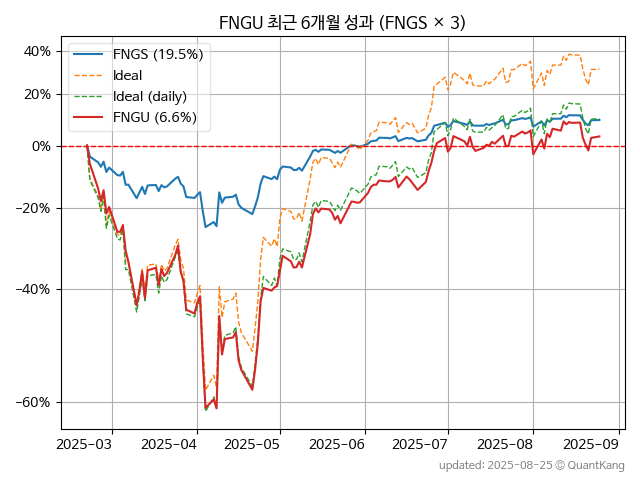 FNGU 최근 6개월 성과 (FNGS × 3)
FNGS (19.5%)
Ideal
Ideal (daily)
FNGU (6.6%)
40%
20%
0%
−20%
−40%
−60%
2025-03 2025-04 2025-05 2025-06 2025-07 2025-08 2025-09
updated: 2025-08-25 © QuantKang